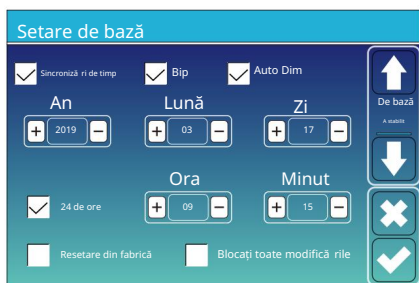 Setare de bază
Sincroniză ri de timp
Bip
Auto Dim
An
Lună
Zi
+ 2019 −
+ 03 −
+ 17 −
De bază
A stabilit
Ora
Minut
24 de ore
+ 09 −
+ 15 −
Resetare din fabrică
Blocați toate modifică rile